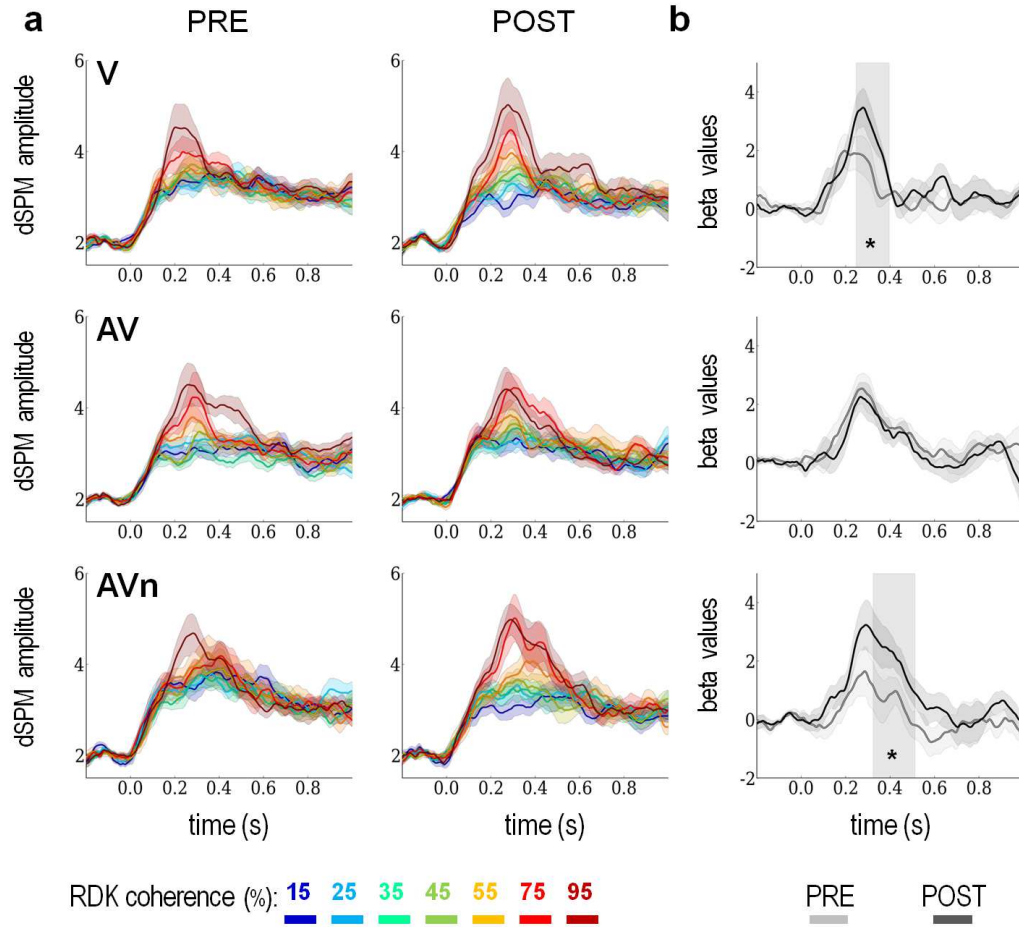 a PRE POST b
V
6
4
2
dSPM amplitude
0.0 0.2 0.4 0.6 0.8
6
4
2
0.0 0.2 0.4 0.6 0.8
4
2
0
-2
beta values
0.0 0.2 0.4 0.6 0.8
AV
6
4
2
dSPM amplitude
0.0 0.2 0.4 0.6 0.8
6
4
2
0.0 0.2 0.4 0.6 0.8
4
2
0
-2
beta values
0.0 0.2 0.4 0.6 0.8
AVn
6
4
2
dSPM amplitude
0.0 0.2 0.4 0.6 0.8
6
4
2
0.0 0.2 0.4 0.6 0.8
4
2
0
-2
beta values
0.0 0.2 0.4 0.6 0.8
*
*
time (s) time (s) time (s)
RDK coherence (%): 15 25 35 45 55 75 95
PRE POST